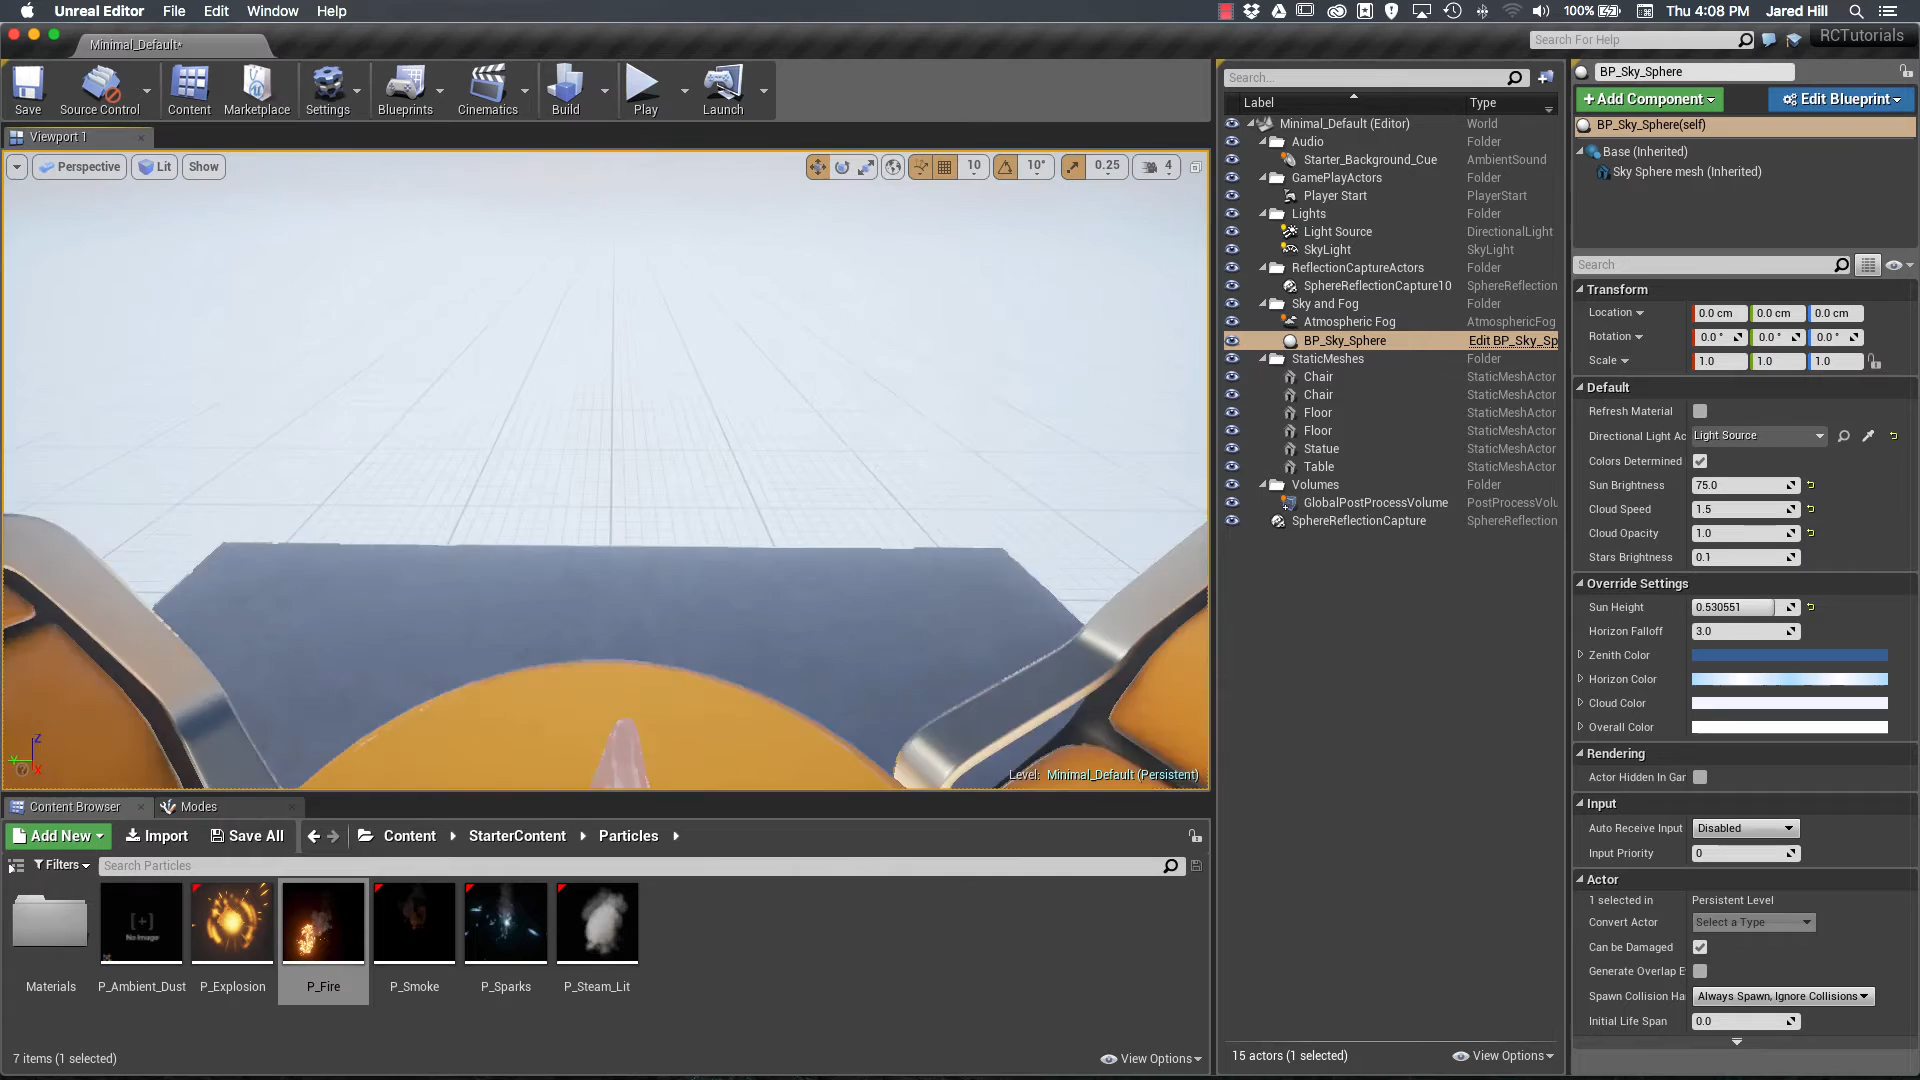 Unreal Editor File Edit Window Help
100% Thu 4:08 PM Jared Hill
Minimal_Default*
Search For Help
RCTutorials
Save Source Control Content Marketplace Settings Blueprints Cinematics Build Play Launch
Viewport 1
Perspective Lit Show
10 10° 0.25 4
Level: Minimal_Default (Persistent)
Z
Y
X
Content Browser Modes
Add New Import Save All Content StarterContent Particles
Filters Search Particles
[+]
No Image
Materials P_Ambient_Dust P_Explosion P_Fire P_Smoke P_Sparks P_Steam_Lit
7 items (1 selected) View Options
Search...
Label Type
Minimal_Default (Editor) World
Audio Folder
Starter_Background_Cue AmbientSound
GamePlayActors Folder
Player Start PlayerStart
Lights Folder
Light Source DirectionalLight
SkyLight SkyLight
ReflectionCaptureActors Folder
SphereReflectionCapture10 SphereReflection
Sky and Fog Folder
Atmospheric Fog AtmosphericFog
BP_Sky_Sphere Edit BP_Sky_Sp
StaticMeshes Folder
Chair StaticMeshActor
Chair StaticMeshActor
Floor StaticMeshActor
Floor StaticMeshActor
Statue StaticMeshActor
Table StaticMeshActor
Volumes Folder
GlobalPostProcessVolume PostProcessVolu
SphereReflectionCapture SphereReflection
15 actors (1 selected) View Options
BP_Sky_Sphere
+Add Component Edit Blueprint
BP_Sky_Sphere(self)
Base (Inherited)
Sky Sphere mesh (Inherited)
Search
Transform
Location 0.0 cm 0.0 cm 0.0 cm
Rotation 0.0 ° 0.0 ° 0.0 °
Scale 1.0 1.0 1.0
Default
Refresh Material
Directional Light Ac Light Source
Colors Determined
Sun Brightness 75.0
Cloud Speed 1.5
Cloud Opacity 1.0
Stars Brightness 0.1
Override Settings
Sun Height 0.530551
Horizon Falloff 3.0
Zenith Color
Horizon Color
Cloud Color
Overall Color
Rendering
Actor Hidden In Gar
Input
Auto Receive Input Disabled
Input Priority 0
Actor
1 selected in Persistent Level
Convert Actor Select a Type
Can be Damaged
Generate Overlap E
Spawn Collision Ha Always Spawn, Ignore Collisions
Initial Life Span 0.0